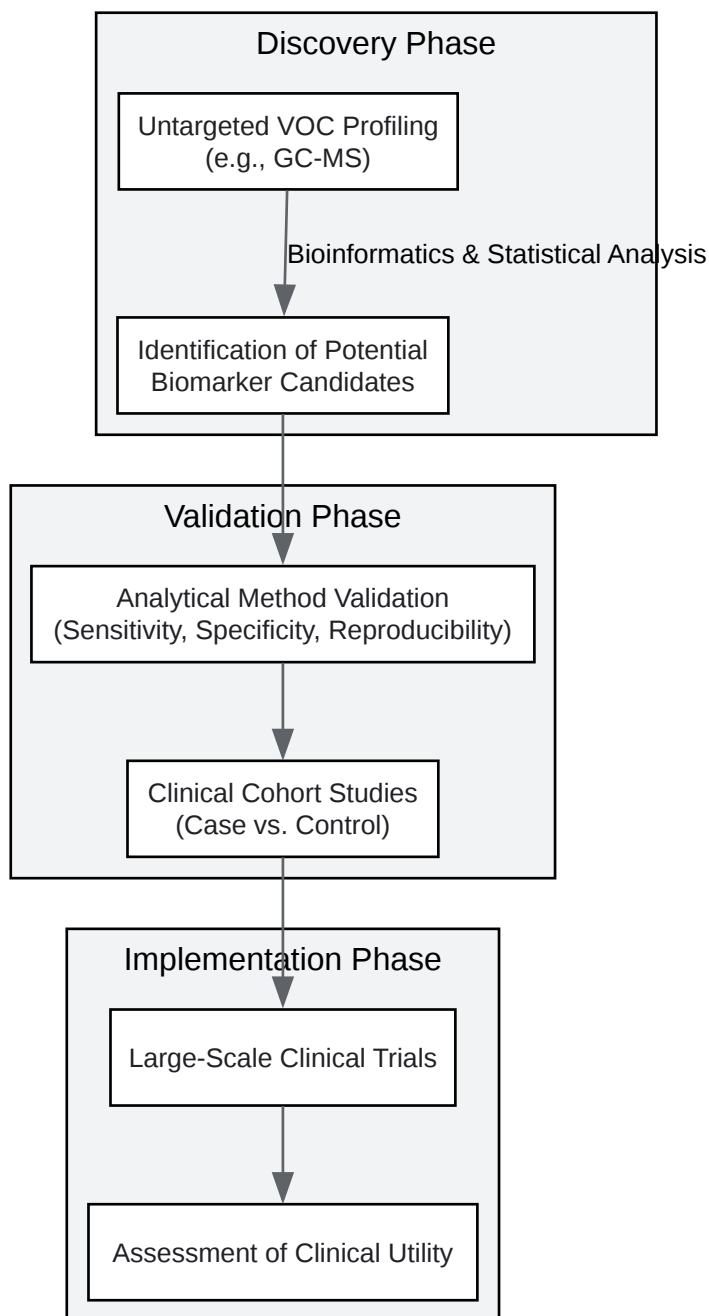 Discovery Phase
Untargeted VOC Profiling
(e.g., GC-MS)
Bioinformatics & Statistical Analysis
Identification of Potential
Biomarker Candidates
Validation Phase
Analytical Method Validation
(Sensitivity, Specificity, Reproducibility)
Clinical Cohort Studies
(Case vs. Control)
Implementation Phase
Large-Scale Clinical Trials
Assessment of Clinical Utility